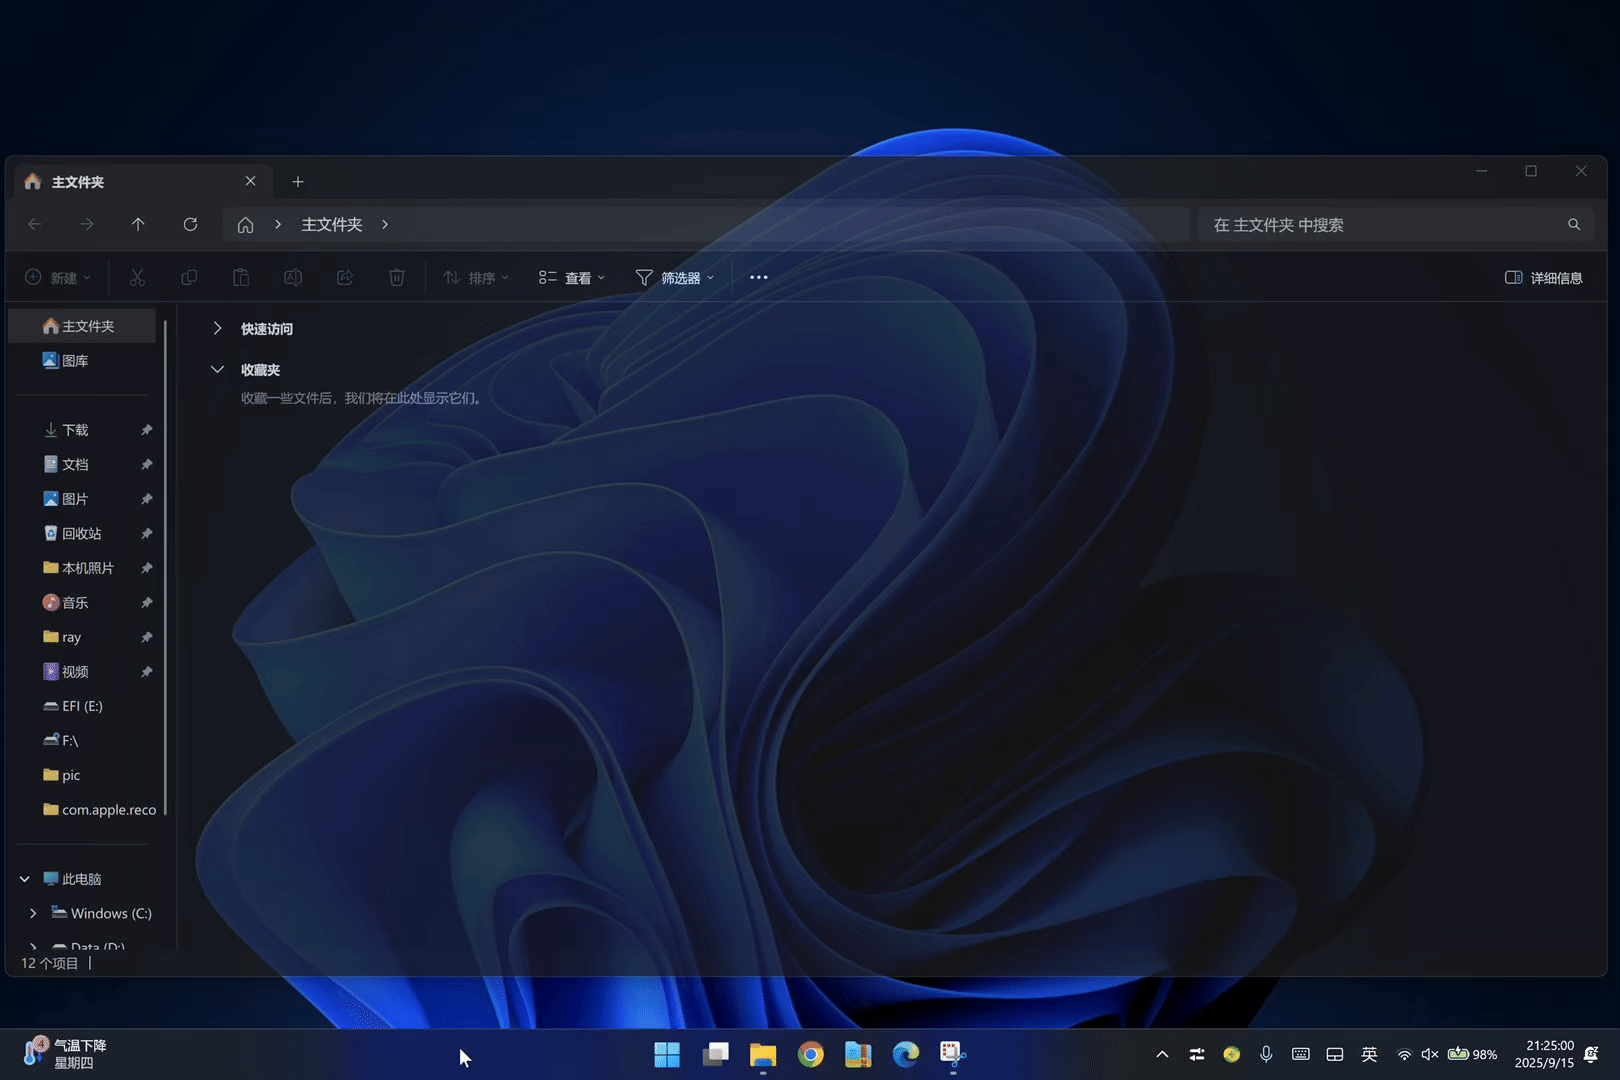 主文件夹
主文件夹
在 主文件夹 中搜索
新建
排序
查看
筛选器
详细信息
主文件夹
图库
下载
文档
图片
回收站
本机照片
音乐
ray
视频
EFI (E:)
F:\
pic
com.apple.reco
此电脑
Windows (C:)
Data (D:)
12 个项目
快速访问
收藏夹
收藏一些文件后，我们将在此处显示它们。
气温下降
星期四
英
98%
21:25:00
2025/9/15